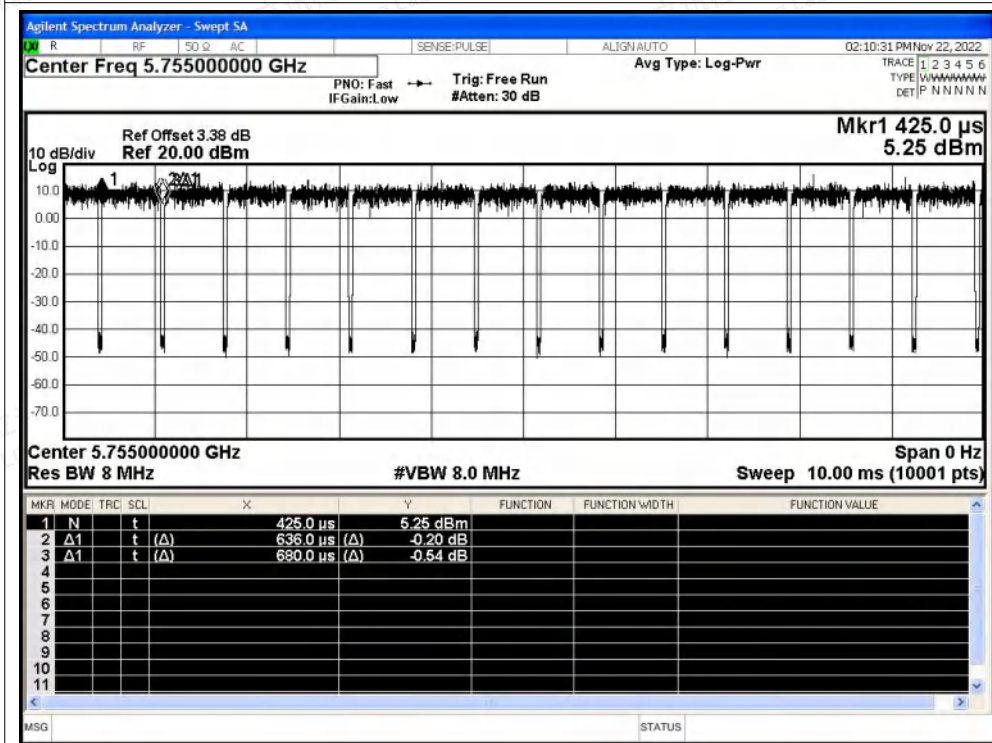 Agilent Spectrum Analyzer - Swept SA
R RF 50 Ω AC SENSE:PULSE ALIGN AUTO 02:10:31 PM Nov 22, 2022
Center Freq 5.755000000 GHz
PNO: Fast
IFGain:Low
Trig: Free Run
#Atten: 30 dB
Avg Type: Log-Pwr
TRACE 1 2 3 4 5 6
TYPE
DET P N N N N N
Mkr1 425.0 µs
5.25 dBm
Ref Offset 3.38 dB
10 dB/div Ref 20.00 dBm
Log
1
10.0
0.00
-10.0
-20.0
-30.0
-40.0
-50.0
-60.0
-70.0
Center 5.755000000 GHz Span 0 Hz
Res BW 8 MHz #VBW 8.0 MHz Sweep 10.00 ms (10001 pts)
MKR MODE TRC SCL X Y FUNCTION FUNCTION WIDTH FUNCTION VALUE
1 N t 425.0 µs 5.25 dBm
2 Δ1 t (Δ) 636.0 µs (Δ) -0.20 dB
3 Δ1 t (Δ) 680.0 µs (Δ) -0.54 dB
4
5
6
7
8
9
10
11
MSG STATUS